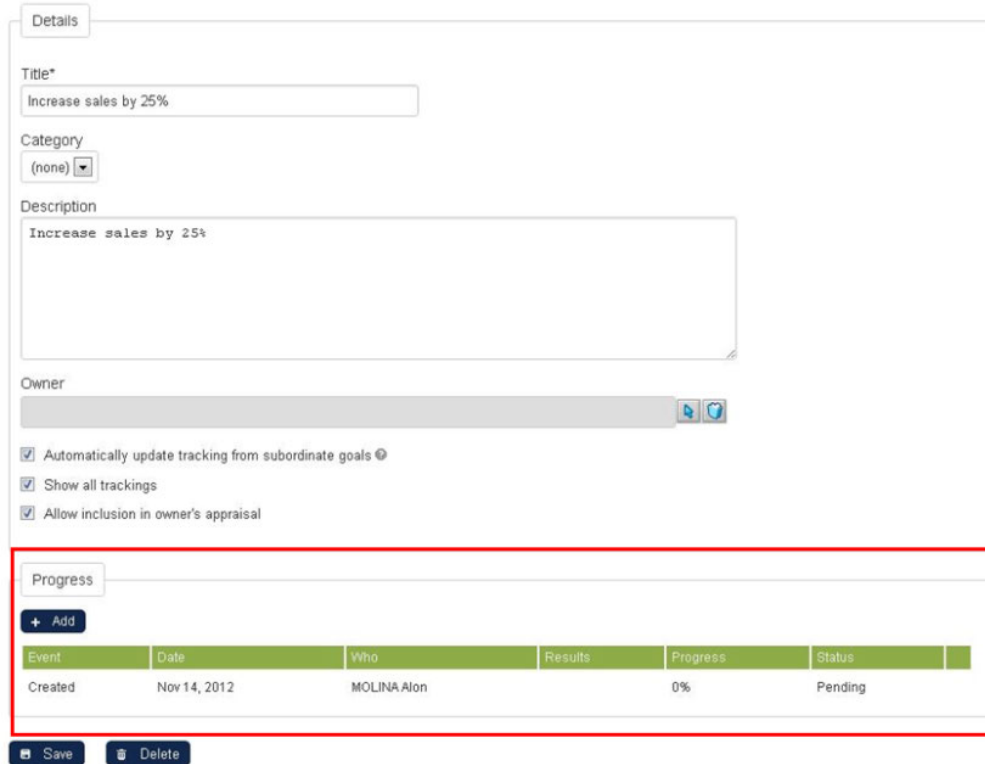 Details
Title*
Increase sales by 25%
Category
(none)
Description
Increase sales by 25%
Owner
Automatically update tracking from subordinate goals
Show all trackings
Allow inclusion in owner's appraisal
Progress
+ Add
Event Date Who Results Progress Status
Created Nov 14, 2012 MOLINA Alon 0% Pending
Save Delete